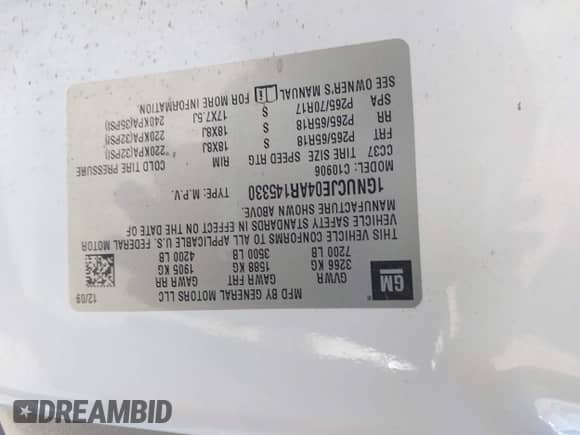 GM
MFD BY GENERAL MOTORS LLC
12/09
GVWR GAWR FRT GAWR RR
3266 KG 1588 KG 1905 KG
7200 LB 3500 LB 4200 LB
THIS VEHICLE CONFORMS TO ALL APPLICABLE U.S. FEDERAL MOTOR
VEHICLE SAFETY STANDARDS IN EFFECT ON THE DATE OF
MANUFACTURE SHOWN ABOVE.
1GNUCJE04AR145330 TYPE: M.P.V.
MODEL: C10906
CC37 TIRE SIZE SPEED RTG RIM COLD TIRE PRESSURE
FRT P265/65R18 S 18X8J 220KPA(32PSI)
RR P265/65R18 S 18X8J 220KPA(32PSI)
SPA P265/70R17 S 17X7.5J 240KPA(35PSI)
SEE OWNER'S MANUAL FOR MORE INFORMATION.
DREAMBID